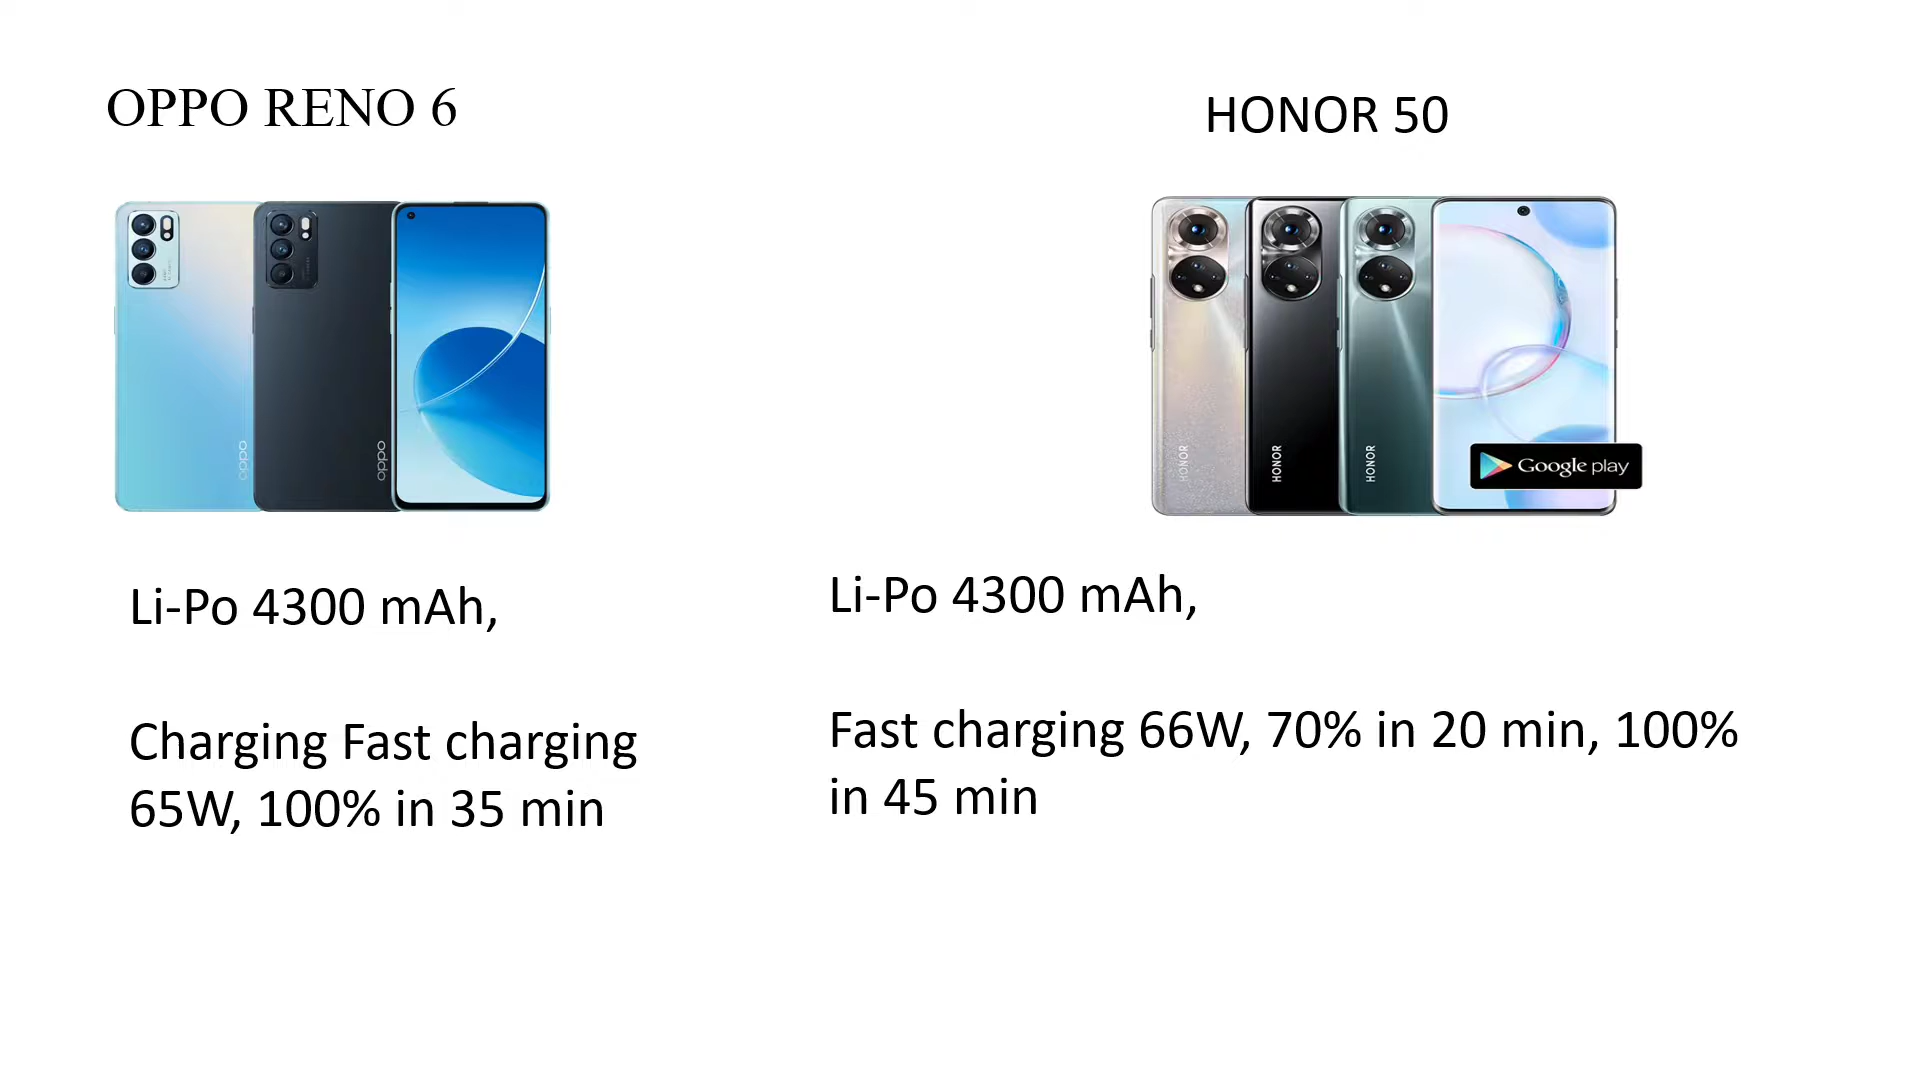 OPPO RENO 6
HONOR 50
oppo
oppo
HONOR
HONOR
HONOR
Google play
Li-Po 4300 mAh,
Charging Fast charging
65W, 100% in 35 min
Li-Po 4300 mAh,
Fast charging 66W, 70% in 20 min, 100%
in 45 min